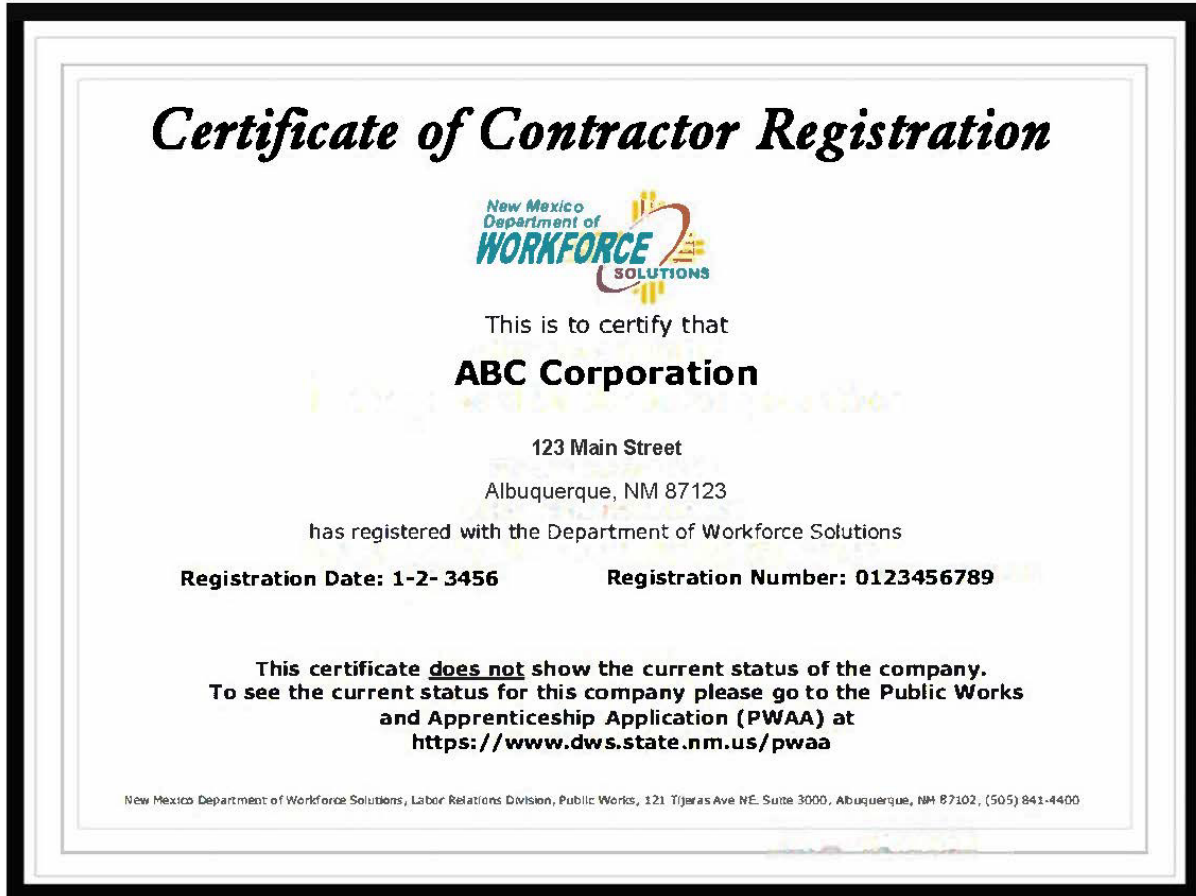 Certificate of Contractor Registration
New Mexico
Department of
WORKFORCE
SOLUTIONS
This is to certify that
ABC Corporation
123 Main Street
Albuquerque, NM 87123
has registered with the Department of Workforce Solutions
Registration Date: 1-2- 3456 Registration Number: 0123456789
This certificate does not show the current status of the company.
To see the current status for this company please go to the Public Works
and Apprenticeship Application (PWAA) at
https://www.dws.state.nm.us/pwaa
New Mexico Department of Workforce Solutions, Labor Relations Division, Public Works, 121 Tijeras Ave NE. Suite 3000, Albuquerque, NM 87102, (505) 841-4400